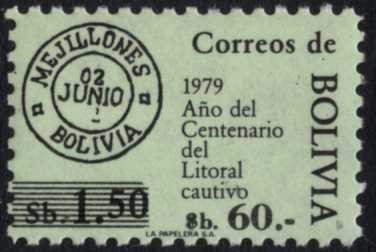 Correos de
BOLIVIA
MEJILLONES
02
JUNIO
1
BOLIVIA
1979
Año del
Centenario
del
Litoral
cautivo
$b. 1.50
$b. 60.-
LA PAPELERA S.A.